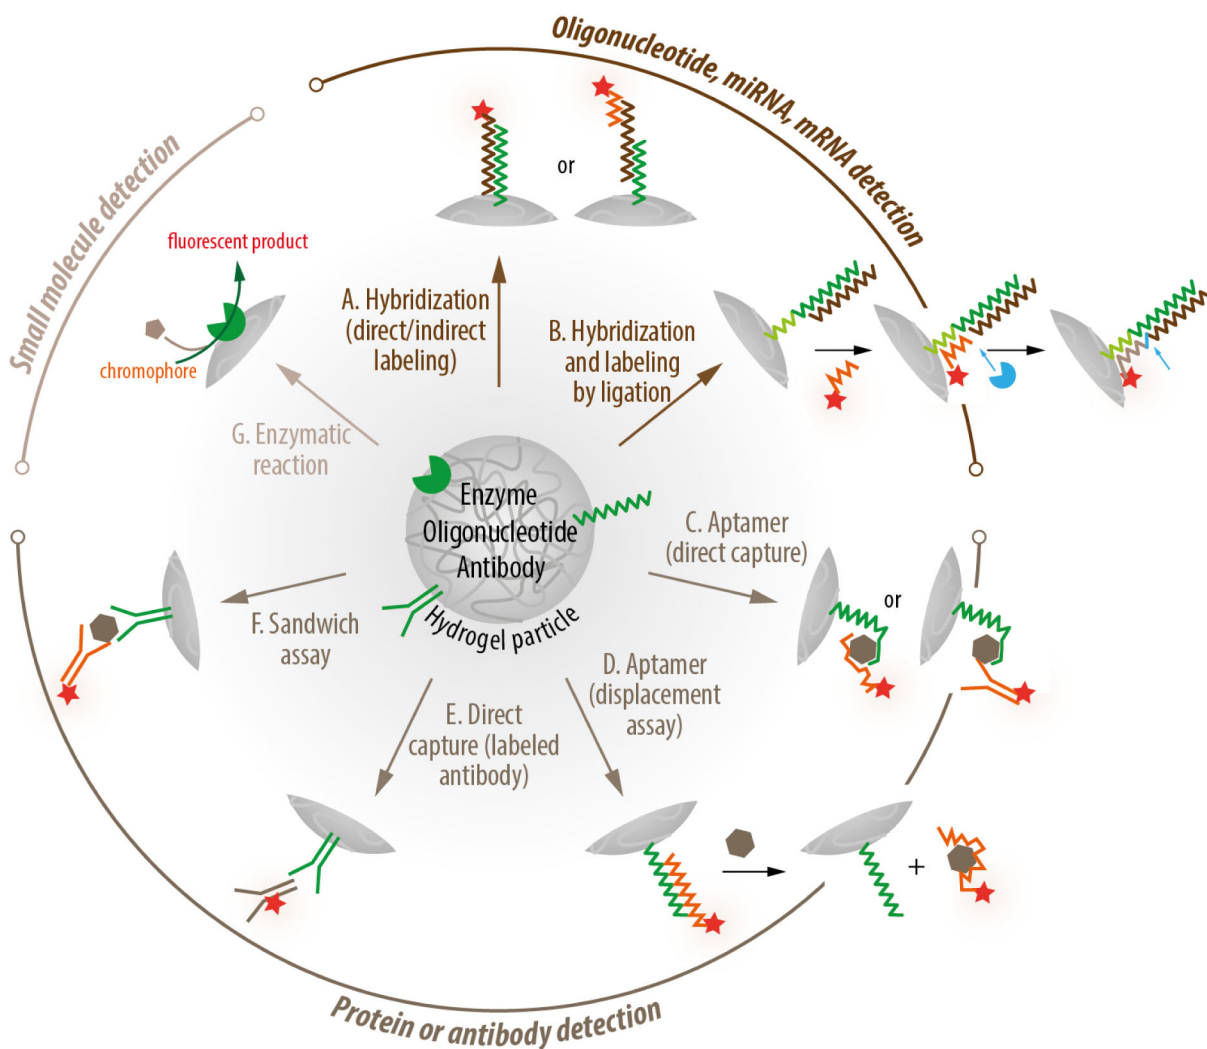 Oligonucleotide, miRNA, mRNA detection
Small molecule detection
or
fluorescent product
chromophore
A. Hybridization
(direct/indirect
labeling)
B. Hybridization
and labeling
by ligation
G. Enzymatic
reaction
Enzyme
Oligonucleotide
Antibody
Hydrogel particle
C. Aptamer
(direct capture)
or
F. Sandwich
assay
D. Aptamer
(displacement
assay)
E. Direct
capture (labeled
antibody)
+
Protein or antibody detection